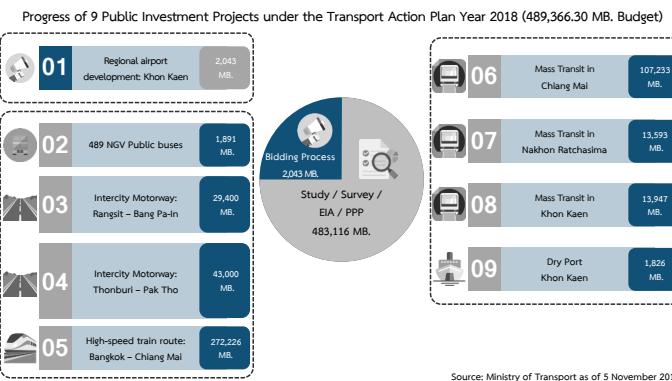 Progress of 9 Public Investment Projects under the Transport Action Plan Year 2018 (489,366.30 MB. Budget)
01
Regional airport
development: Khon Kaen
2,043
MB.
02
489 NGV Public buses
1,891
MB.
03
Intercity Motorway:
Rangsit – Bang Pa-In
29,400
MB.
04
Intercity Motorway:
Thonburi – Pak Tho
43,000
MB.
05
High-speed train route:
Bangkok – Chiang Mai
272,226
MB.
Bidding Process
2,043 MB.
Study / Survey /
EIA / PPP
483,116 MB.
06
Mass Transit in
Chiang Mai
107,233
MB.
07
Mass Transit in
Nakhon Ratchasima
13,593
MB.
08
Mass Transit in
Khon Kaen
13,947
MB.
09
Dry Port
Khon Kaen
1,826
MB.
Source: Ministry of Transport as of 5 November